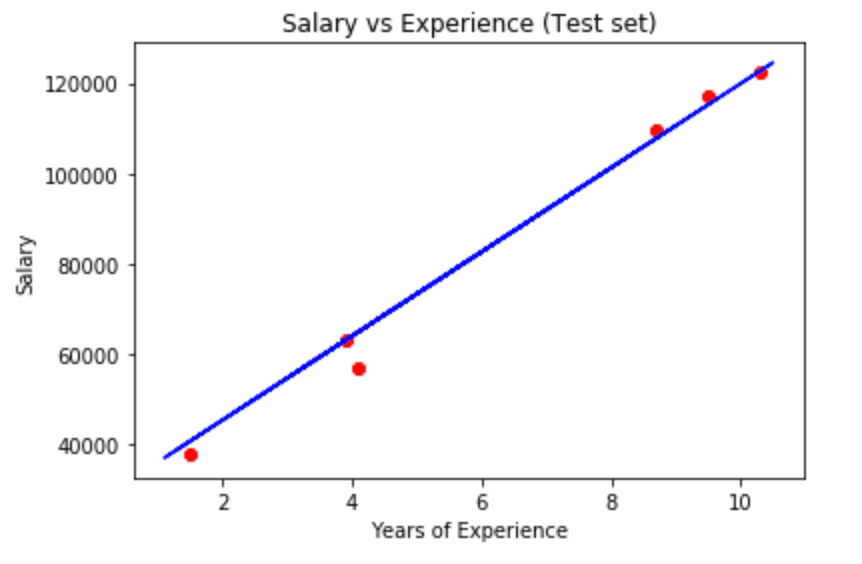 Salary vs Experience (Test set)
120000
100000
80000
60000
40000
Salary
2 4 6 8 10
Years of Experience